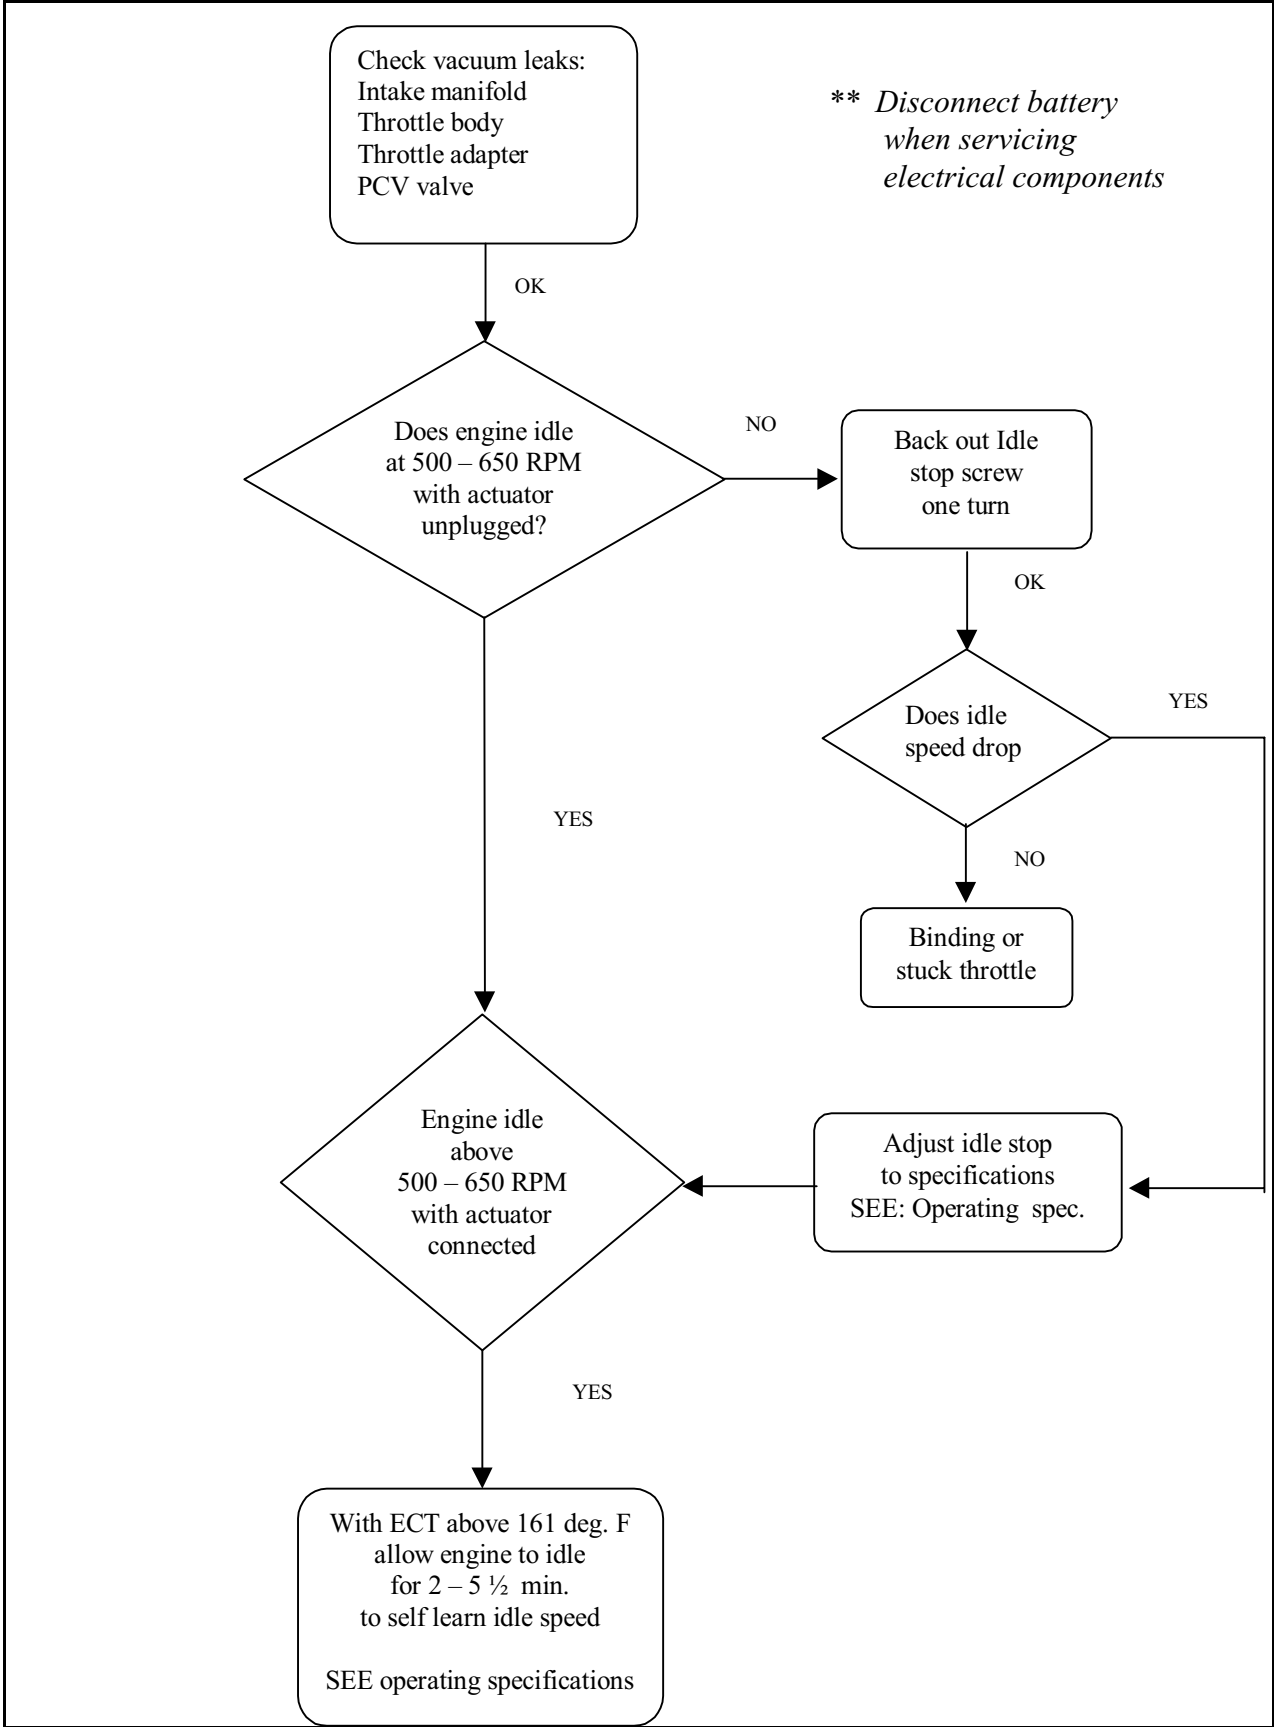 Check vacuum leaks:
Intake manifold
Throttle body
Throttle adapter
PCV valve
** Disconnect battery
when servicing
electrical components
OK
Does engine idle
at 500 – 650 RPM
with actuator
unplugged?
NO
Back out Idle
stop screw
one turn
OK
Does idle
speed drop
YES
YES
NO
Binding or
stuck throttle
Engine idle
above
500 – 650 RPM
with actuator
connected
Adjust idle stop
to specifications
SEE: Operating spec.
YES
With ECT above 161 deg. F
allow engine to idle
for 2 – 5 ½ min.
to self learn idle speed
SEE operating specifications